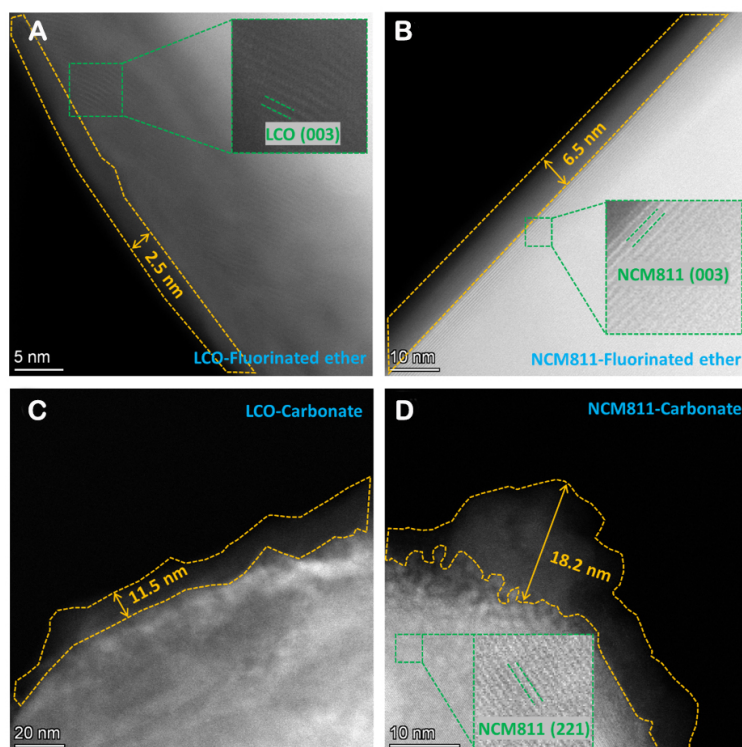 A
LCO (003)
2.5 nm
5 nm
LCO-Fluorinated ether
B
6.5 nm
NCM811 (003)
10 nm
NCM811-Fluorinated ether
C
LCO-Carbonate
11.5 nm
20 nm
D
NCM811-Carbonate
18.2 nm
NCM811 (221)
10 nm